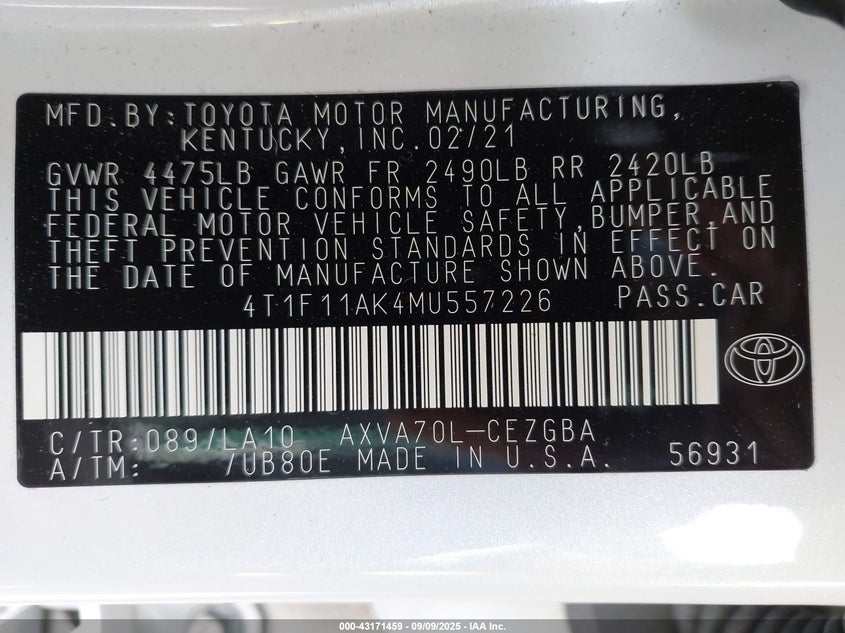 MFD.BY:TOYOTA MOTOR MANUFACTURING,
KENTUCKY,INC.02/21
GVWR 4475LB GAWR FR 2490LB RR 2420LB
THIS VEHICLE CONFORMS TO ALL APPLICABLE
FEDERAL MOTOR VEHICLE SAFETY,BUMPER,AND
THEFT PREVENTION STANDARDS IN EFFECT ON
THE DATE OF MANUFACTURE SHOWN ABOVE.
4T1F11AK4MU557226 PASS.CAR
C/TR:089/LA10 AXVA70L-CEZGBA
A/TM: /UB80E MADE IN U.S.A. 56931
000-43171459 - 09/09/2025 - IAA Inc.